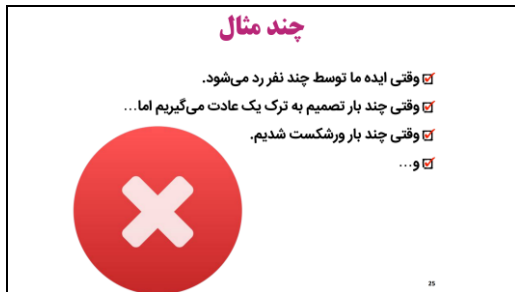 چند مثال
وقتی ایده ما توسط چند نفر رد می‌شود.
وقتی چند بار تصمیم به ترک یک عادت می‌گیریم اما...
وقتی چند بار ورشکست شدیم.
و...
25